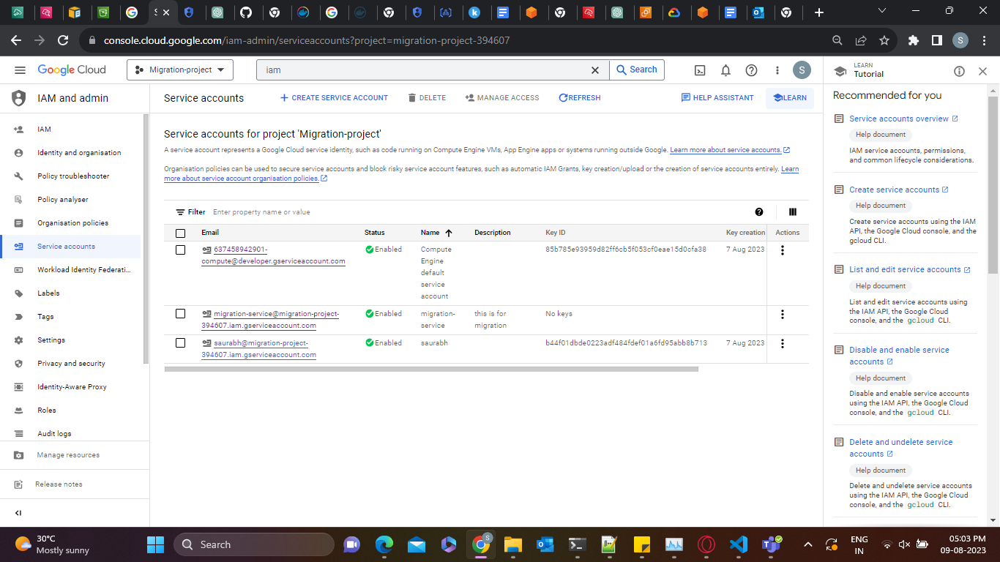 console.cloud.google.com/iam-admin/serviceaccounts?project=migration-project-394607
S
Google Cloud
Migration-project
iam
Search
S
LEARN
Tutorial
IAM and admin
IAM
Identity and organisation
Policy troubleshooter
Policy analyser
Organisation policies
Service accounts
Workload Identity Federati...
Labels
Tags
Settings
Privacy and security
Identity-Aware Proxy
Roles
Audit logs
Manage resources
Release notes
Service accounts
CREATE SERVICE ACCOUNT
DELETE
MANAGE ACCESS
REFRESH
HELP ASSISTANT
LEARN
Service accounts for project 'Migration-project'
A service account represents a Google Cloud service identity, such as code running on Compute Engine VMs, App Engine apps or systems running outside Google. Learn more about service accounts.
Organisation policies can be used to secure service accounts and block risky service account features, such as automatic IAM Grants, key creation/upload or the creation of service accounts entirely. Learn
more about service account organisation policies.
Filter Enter property name or value
Email Status Name Description Key ID Key creation Actions
637458942901- Enabled Compute 85b785e93959d82ff6cb5f053cf0eae15d0cfa38 7 Aug 2023
compute@developer.gserviceaccount.com Engine
default
service
account
migration-service@migration-project- Enabled migration- this is for No keys
394607.iam.gserviceaccount.com service migration
saurabh@migration-project- Enabled saurabh b44f01dbde0223adf484fdef01a6fd95abb8b713 7 Aug 2023
394607.iam.gserviceaccount.com
Recommended for you
Service accounts overview
Help document
IAM service accounts, permissions,
and common lifecycle considerations.
Create service accounts
Help document
Create service accounts using the IAM
API, the Google Cloud console, and the
gcloud CLI.
List and edit service accounts
Help document
List and edit service accounts using
the IAM API, the Google Cloud
console, and the gcloud CLI.
Disable and enable service
accounts
Help document
Disable and enable service accounts
using the IAM API, the Google Cloud
console, and the gcloud CLI.
Delete and undelete service
accounts
Help document
Delete and undelete service accounts
using the IAM API, the Google Cloud
console, and the gcloud CLI.
30°C
Mostly sunny
Search
S
ENG
IN
05:03 PM
09-08-2023